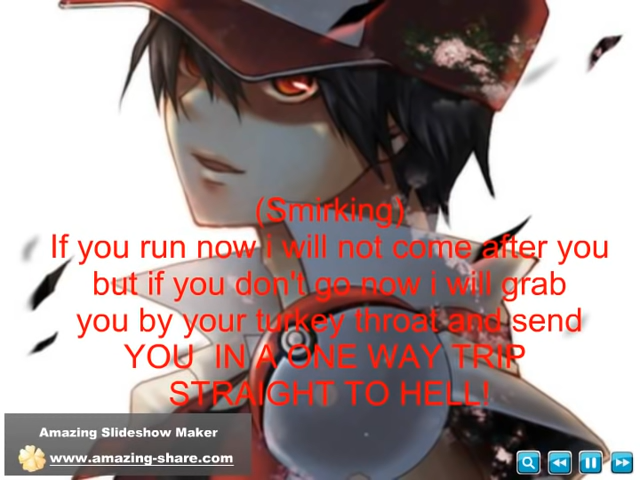 (Smirking)
If you run now i will not come after you
but if you don't go now i will grab
you by your turkey throat and send
YOU IN A ONE WAY TRIP
STRAIGHT TO HELL!
Amazing Slideshow Maker
www.amazing-share.com